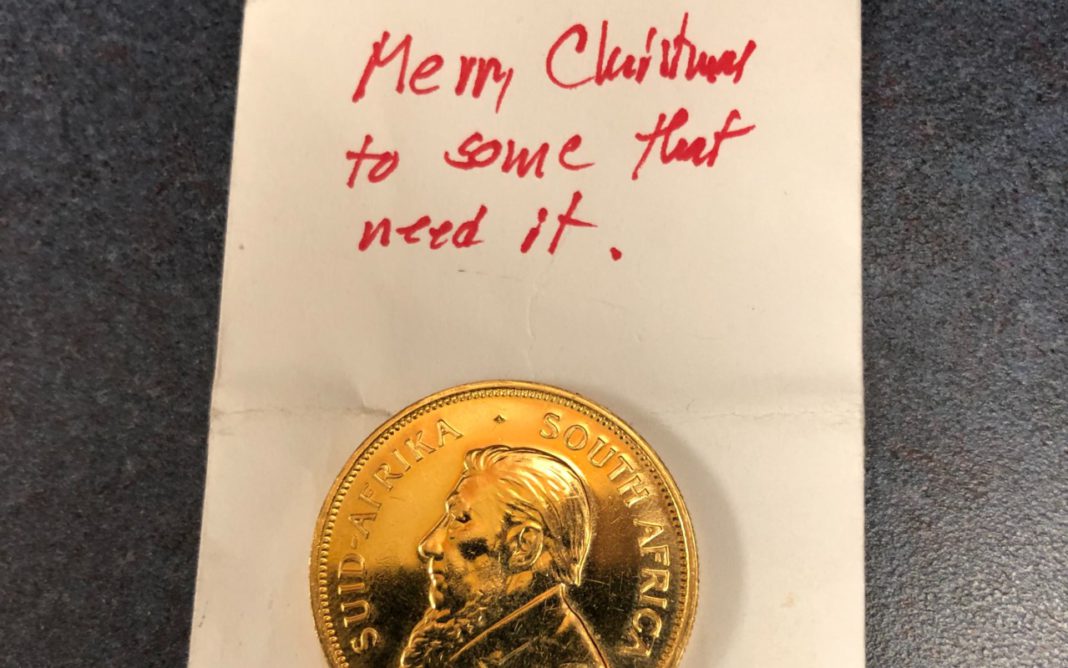 Merry Christmas
to some that
need it.
SUID-AFRIKA · SOUTH AFRICA